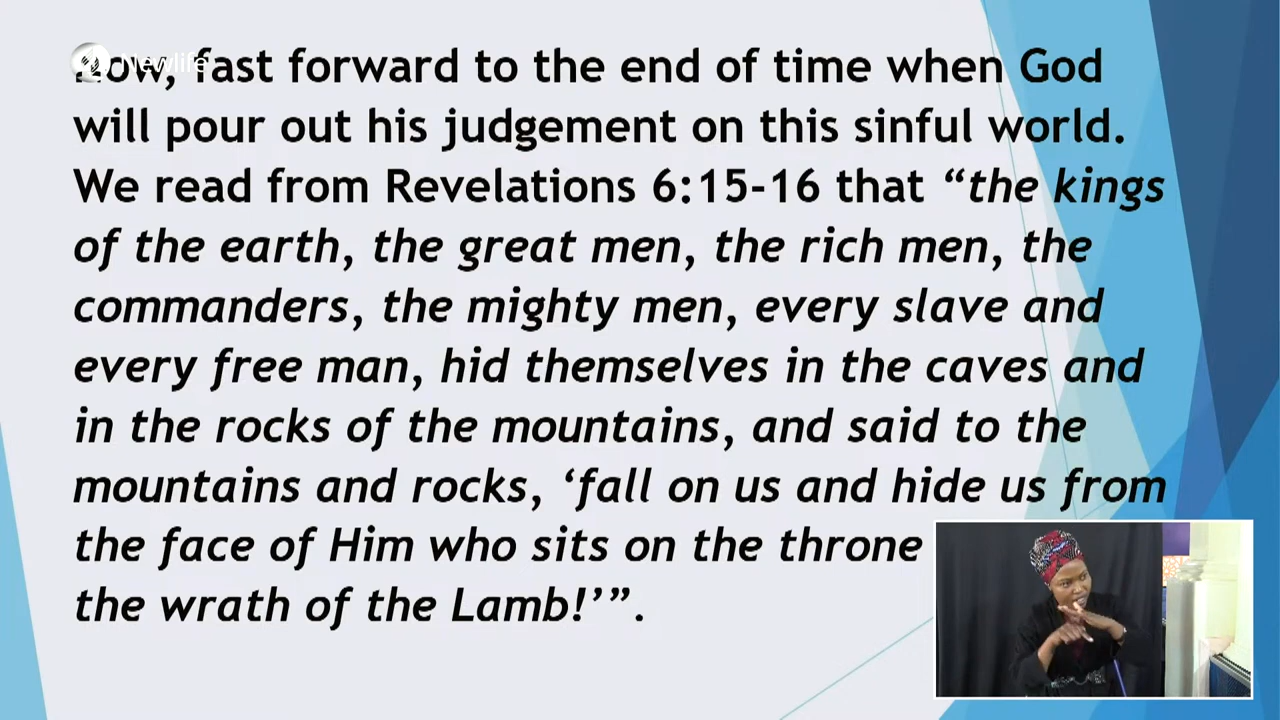 Newlife
Now, fast forward to the end of time when God
will pour out his judgement on this sinful world.
We read from Revelations 6:15-16 that “the kings
of the earth, the great men, the rich men, the
commanders, the mighty men, every slave and
every free man, hid themselves in the caves and
in the rocks of the mountains, and said to the
mountains and rocks, ‘fall on us and hide us from
the face of Him who sits on the throne
the wrath of the Lamb!’”.